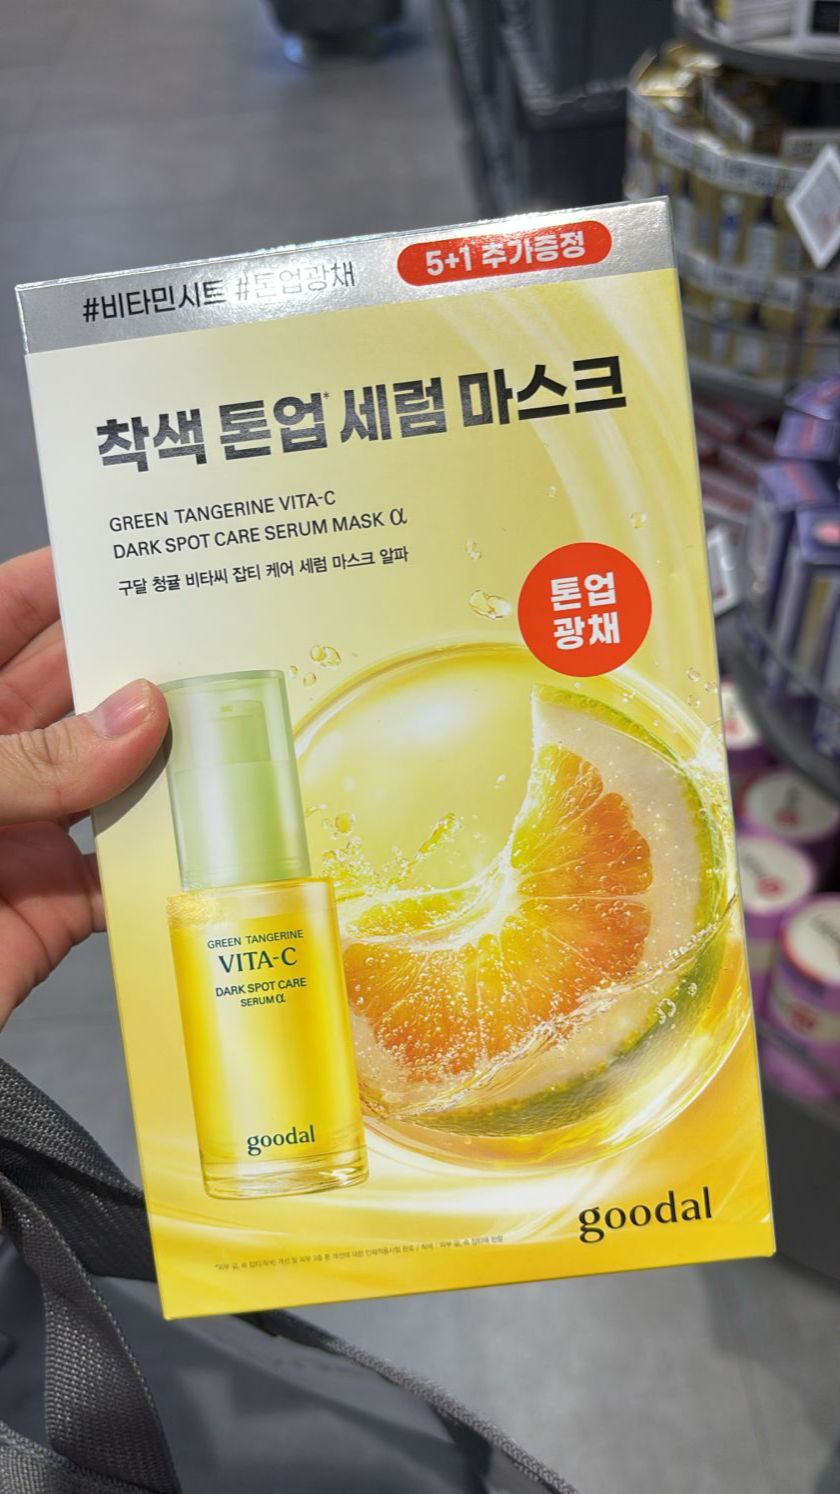 #비타민시트 #톤업광채
5+1 추가증정
착색 톤업* 세럼 마스크
GREEN TANGERINE VITA-C
DARK SPOT CARE SERUM MASK α
구달 청귤 비타씨 잡티 케어 세럼 마스크 알파
톤업
광채
GREEN TANGERINE
VITA-C
DARK SPOT CARE
SERUM α
goodal
goodal